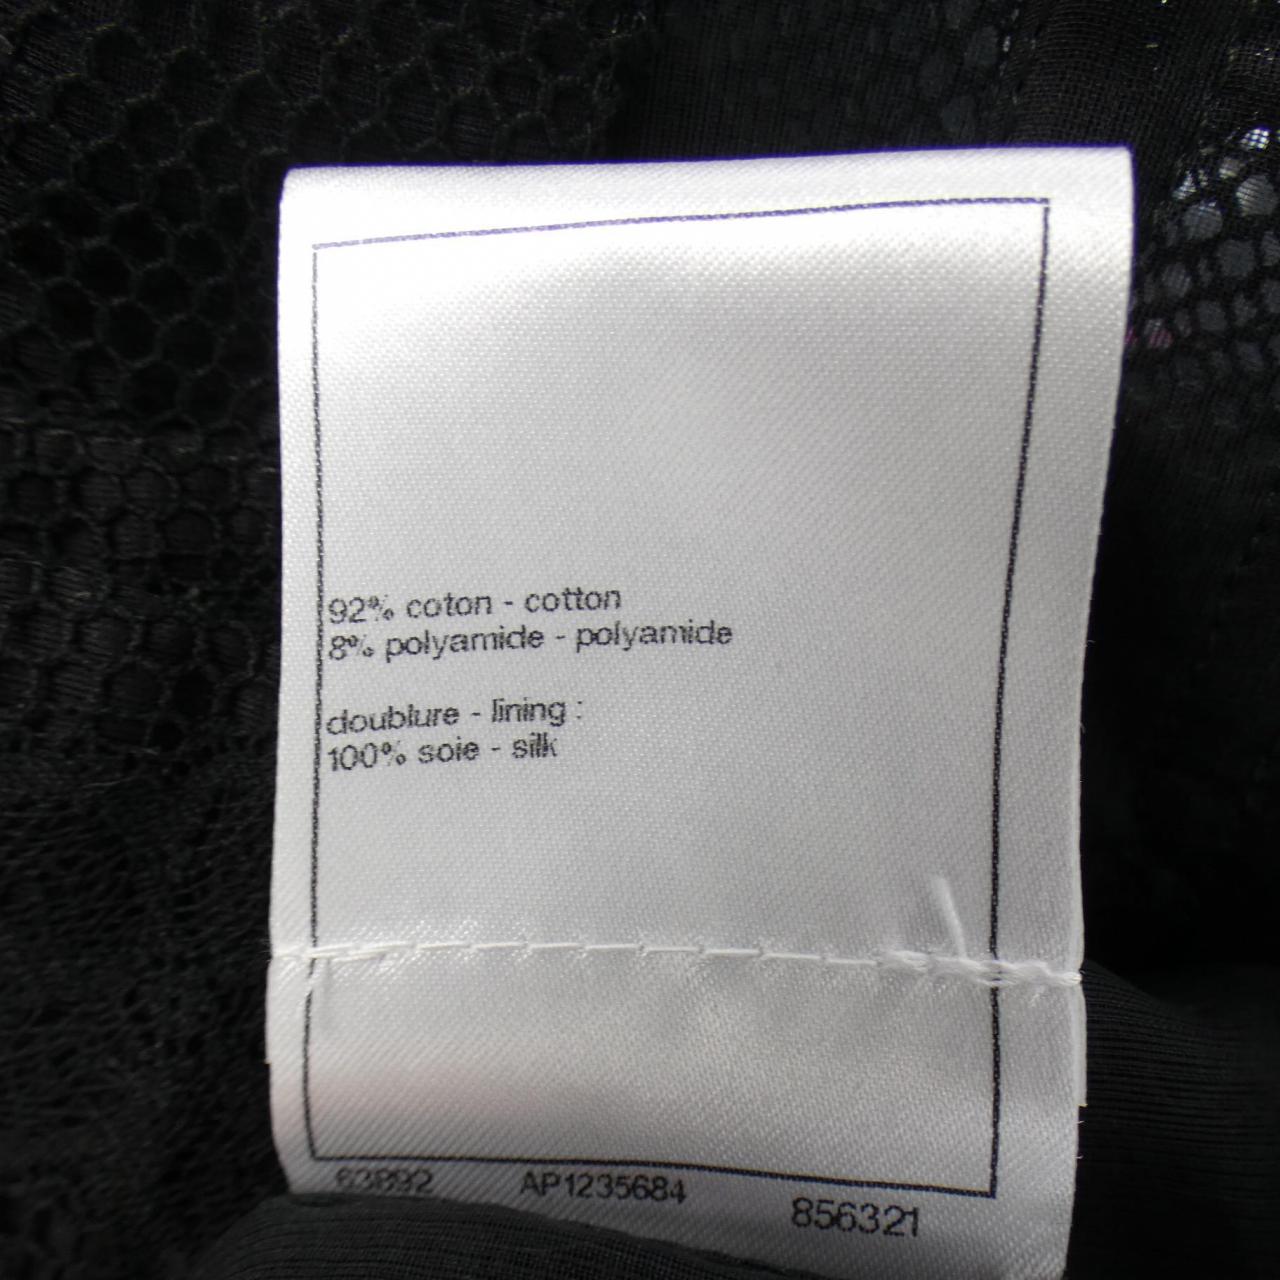 92% coton - cotton
8% polyamide - polyamide
doublure - lining :
100% soie - silk
63892 AP1235684 856321